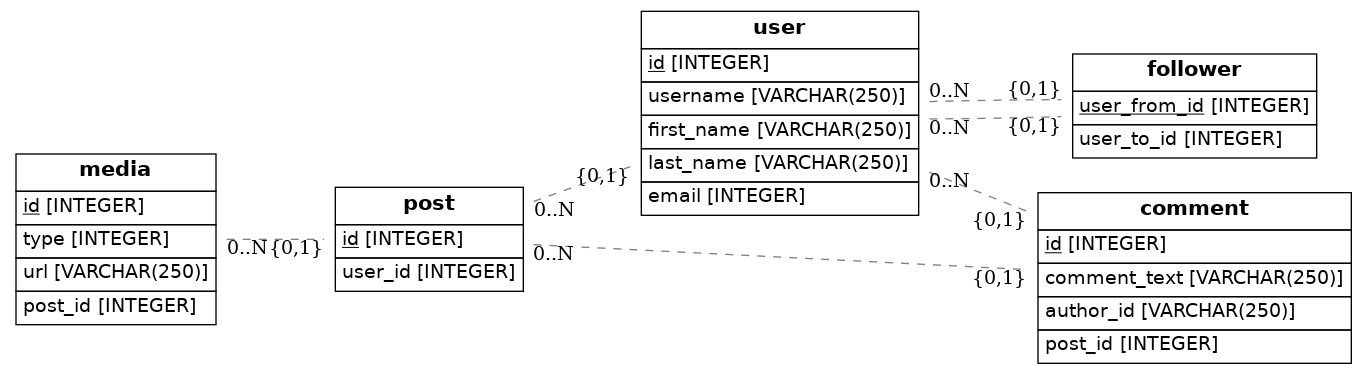 user
id [INTEGER]
username [VARCHAR(250)]
first_name [VARCHAR(250)]
last_name [VARCHAR(250)]
email [INTEGER]
0..N
{0,1}
0..N
{0,1}
follower
user_from_id [INTEGER]
user_to_id [INTEGER]
media
id [INTEGER]
type [INTEGER]
url [VARCHAR(250)]
post_id [INTEGER]
0..N
{0,1}
post
id [INTEGER]
user_id [INTEGER]
{0,1}
0..N
0..N
{0,1}
0..N
{0,1}
comment
id [INTEGER]
comment_text [VARCHAR(250)]
author_id [VARCHAR(250)]
post_id [INTEGER]